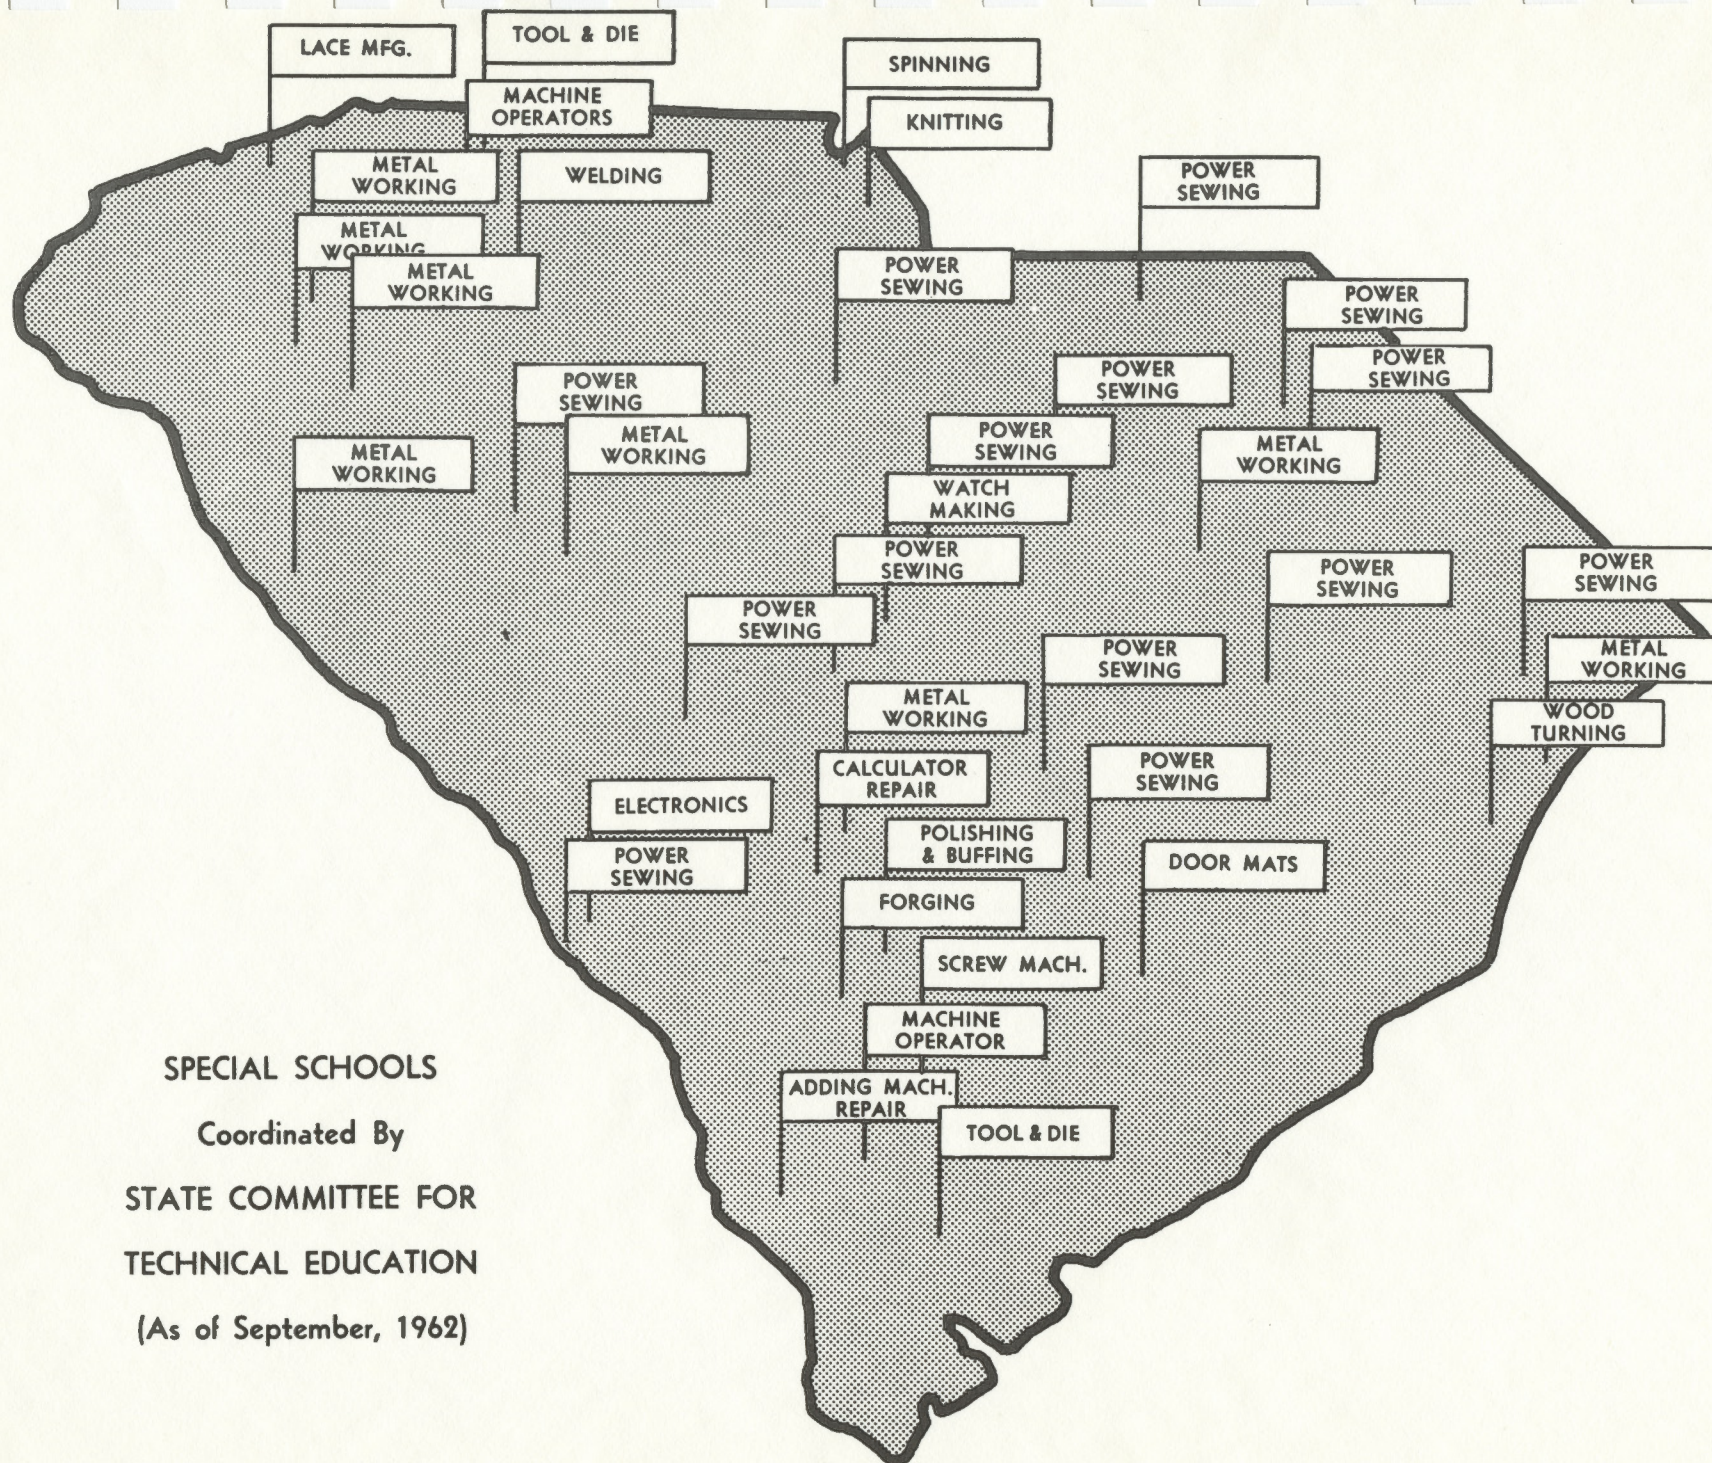 LACE MFG.
TOOL & DIE
MACHINE
OPERATORS
SPINNING
KNITTING
METAL
WORKING
WELDING
POWER
SEWING
METAL
WORKING
METAL
WORKING
POWER
SEWING
POWER
SEWING
POWER
SEWING
POWER
SEWING
POWER
SEWING
METAL
WORKING
POWER
SEWING
METAL
WORKING
METAL
WORKING
WATCH
MAKING
POWER
SEWING
POWER
SEWING
POWER
SEWING
POWER
SEWING
POWER
SEWING
METAL
WORKING
METAL
WORKING
WOOD
TURNING
CALCULATOR
REPAIR
POWER
SEWING
ELECTRONICS
POLISHING
& BUFFING
POWER
SEWING
DOOR MATS
FORGING
SCREW MACH.
MACHINE
OPERATOR
ADDING MACH.
REPAIR
TOOL & DIE
SPECIAL SCHOOLS
Coordinated By
STATE COMMITTEE FOR
TECHNICAL EDUCATION
(As of September, 1962)